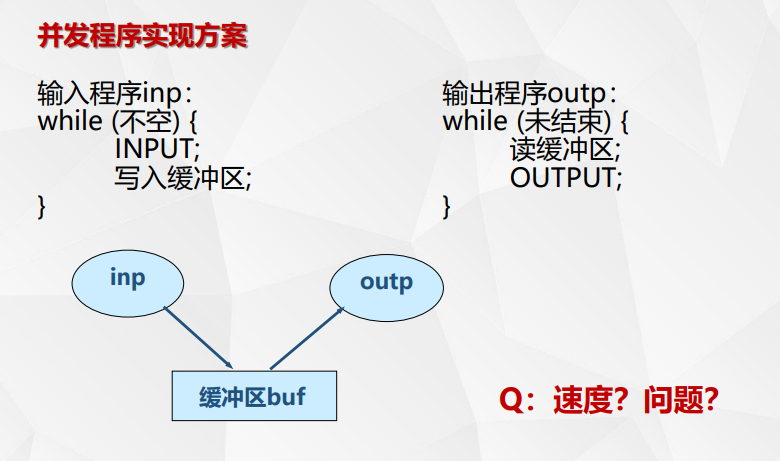 并发程序实现方案
输入程序inp：
while (不空) {
INPUT;
写入缓冲区;
}
输出程序outp：
while (未结束) {
读缓冲区;
OUTPUT;
}
inp
outp
缓冲区buf
Q：速度？问题？